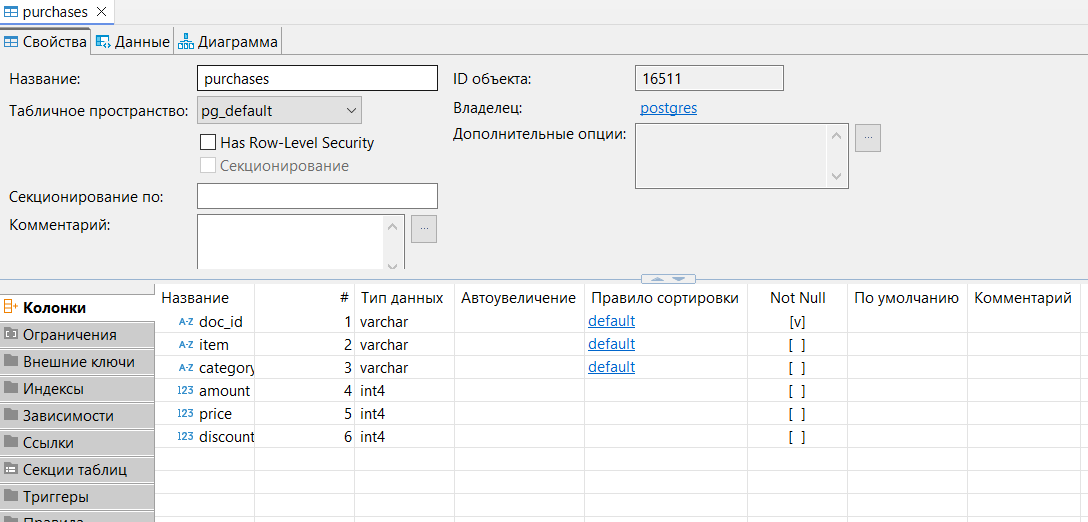 purchases
Свойства Данные Диаграмма
Название: purchases ID объекта: 16511
Табличное пространство: pg_default Владелец: postgres
Дополнительные опции: ...
Has Row-Level Security
Секционирование
Секционирование по:
Комментарий: ...
Колонки
Ограничения
Внешние ключи
Индексы
Зависимости
Ссылки
Секции таблиц
Триггеры
Правила
Название # Тип данных Автоувеличение Правило сортировки Not Null По умолчанию Комментарий
A-Z doc_id 1 varchar default [v]
A-Z item 2 varchar default [ ]
A-Z category 3 varchar default [ ]
123 amount 4 int4 [ ]
123 price 5 int4 [ ]
123 discount 6 int4 [ ]